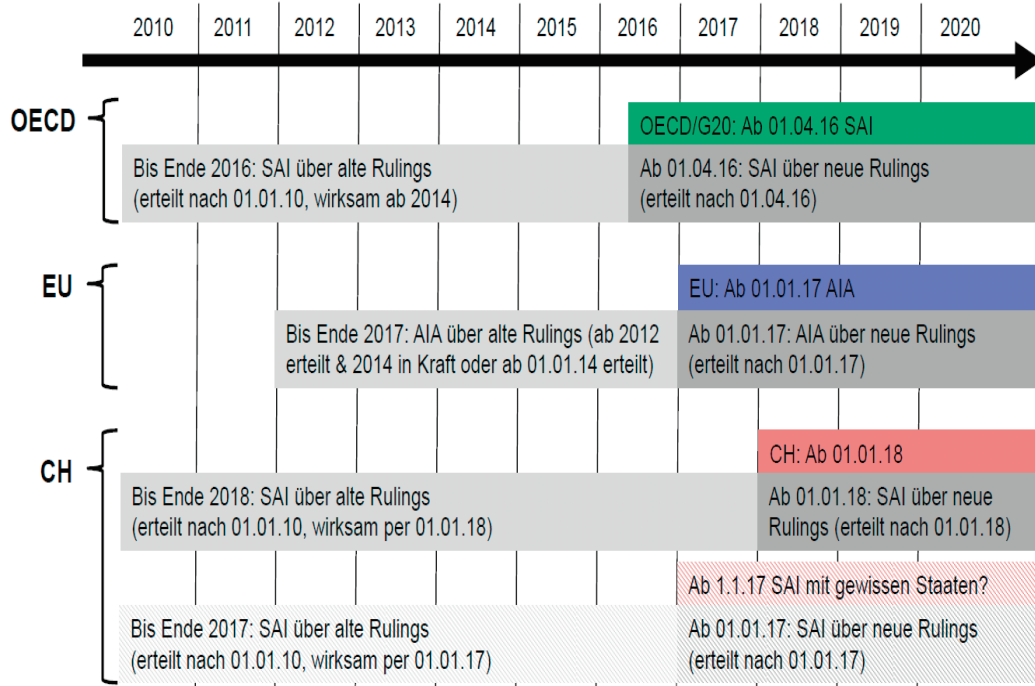 2010 2011 2012 2013 2014 2015 2016 2017 2018 2019 2020
OECD
OECD/G20: Ab 01.04.16 SAI
Bis Ende 2016: SAI über alte Rulings
(erteilt nach 01.01.10, wirksam ab 2014)
Ab 01.04.16: SAI über neue Rulings
(erteilt nach 01.04.16)
EU
EU: Ab 01.01.17 AIA
Bis Ende 2017: AIA über alte Rulings (ab 2012
erteilt & 2014 in Kraft oder ab 01.01.14 erteilt)
Ab 01.01.17: AIA über neue Rulings
(erteilt nach 01.01.17)
CH
CH: Ab 01.01.18
Bis Ende 2018: SAI über alte Rulings
(erteilt nach 01.01.10, wirksam per 01.01.18)
Ab 01.01.18: SAI über neue
Rulings (erteilt nach 01.01.18)
Ab 1.1.17 SAI mit gewissen Staaten?
Bis Ende 2017: SAI über alte Rulings
(erteilt nach 01.01.10, wirksam per 01.01.17)
Ab 01.01.17: SAI über neue Rulings
(erteilt nach 01.01.17)